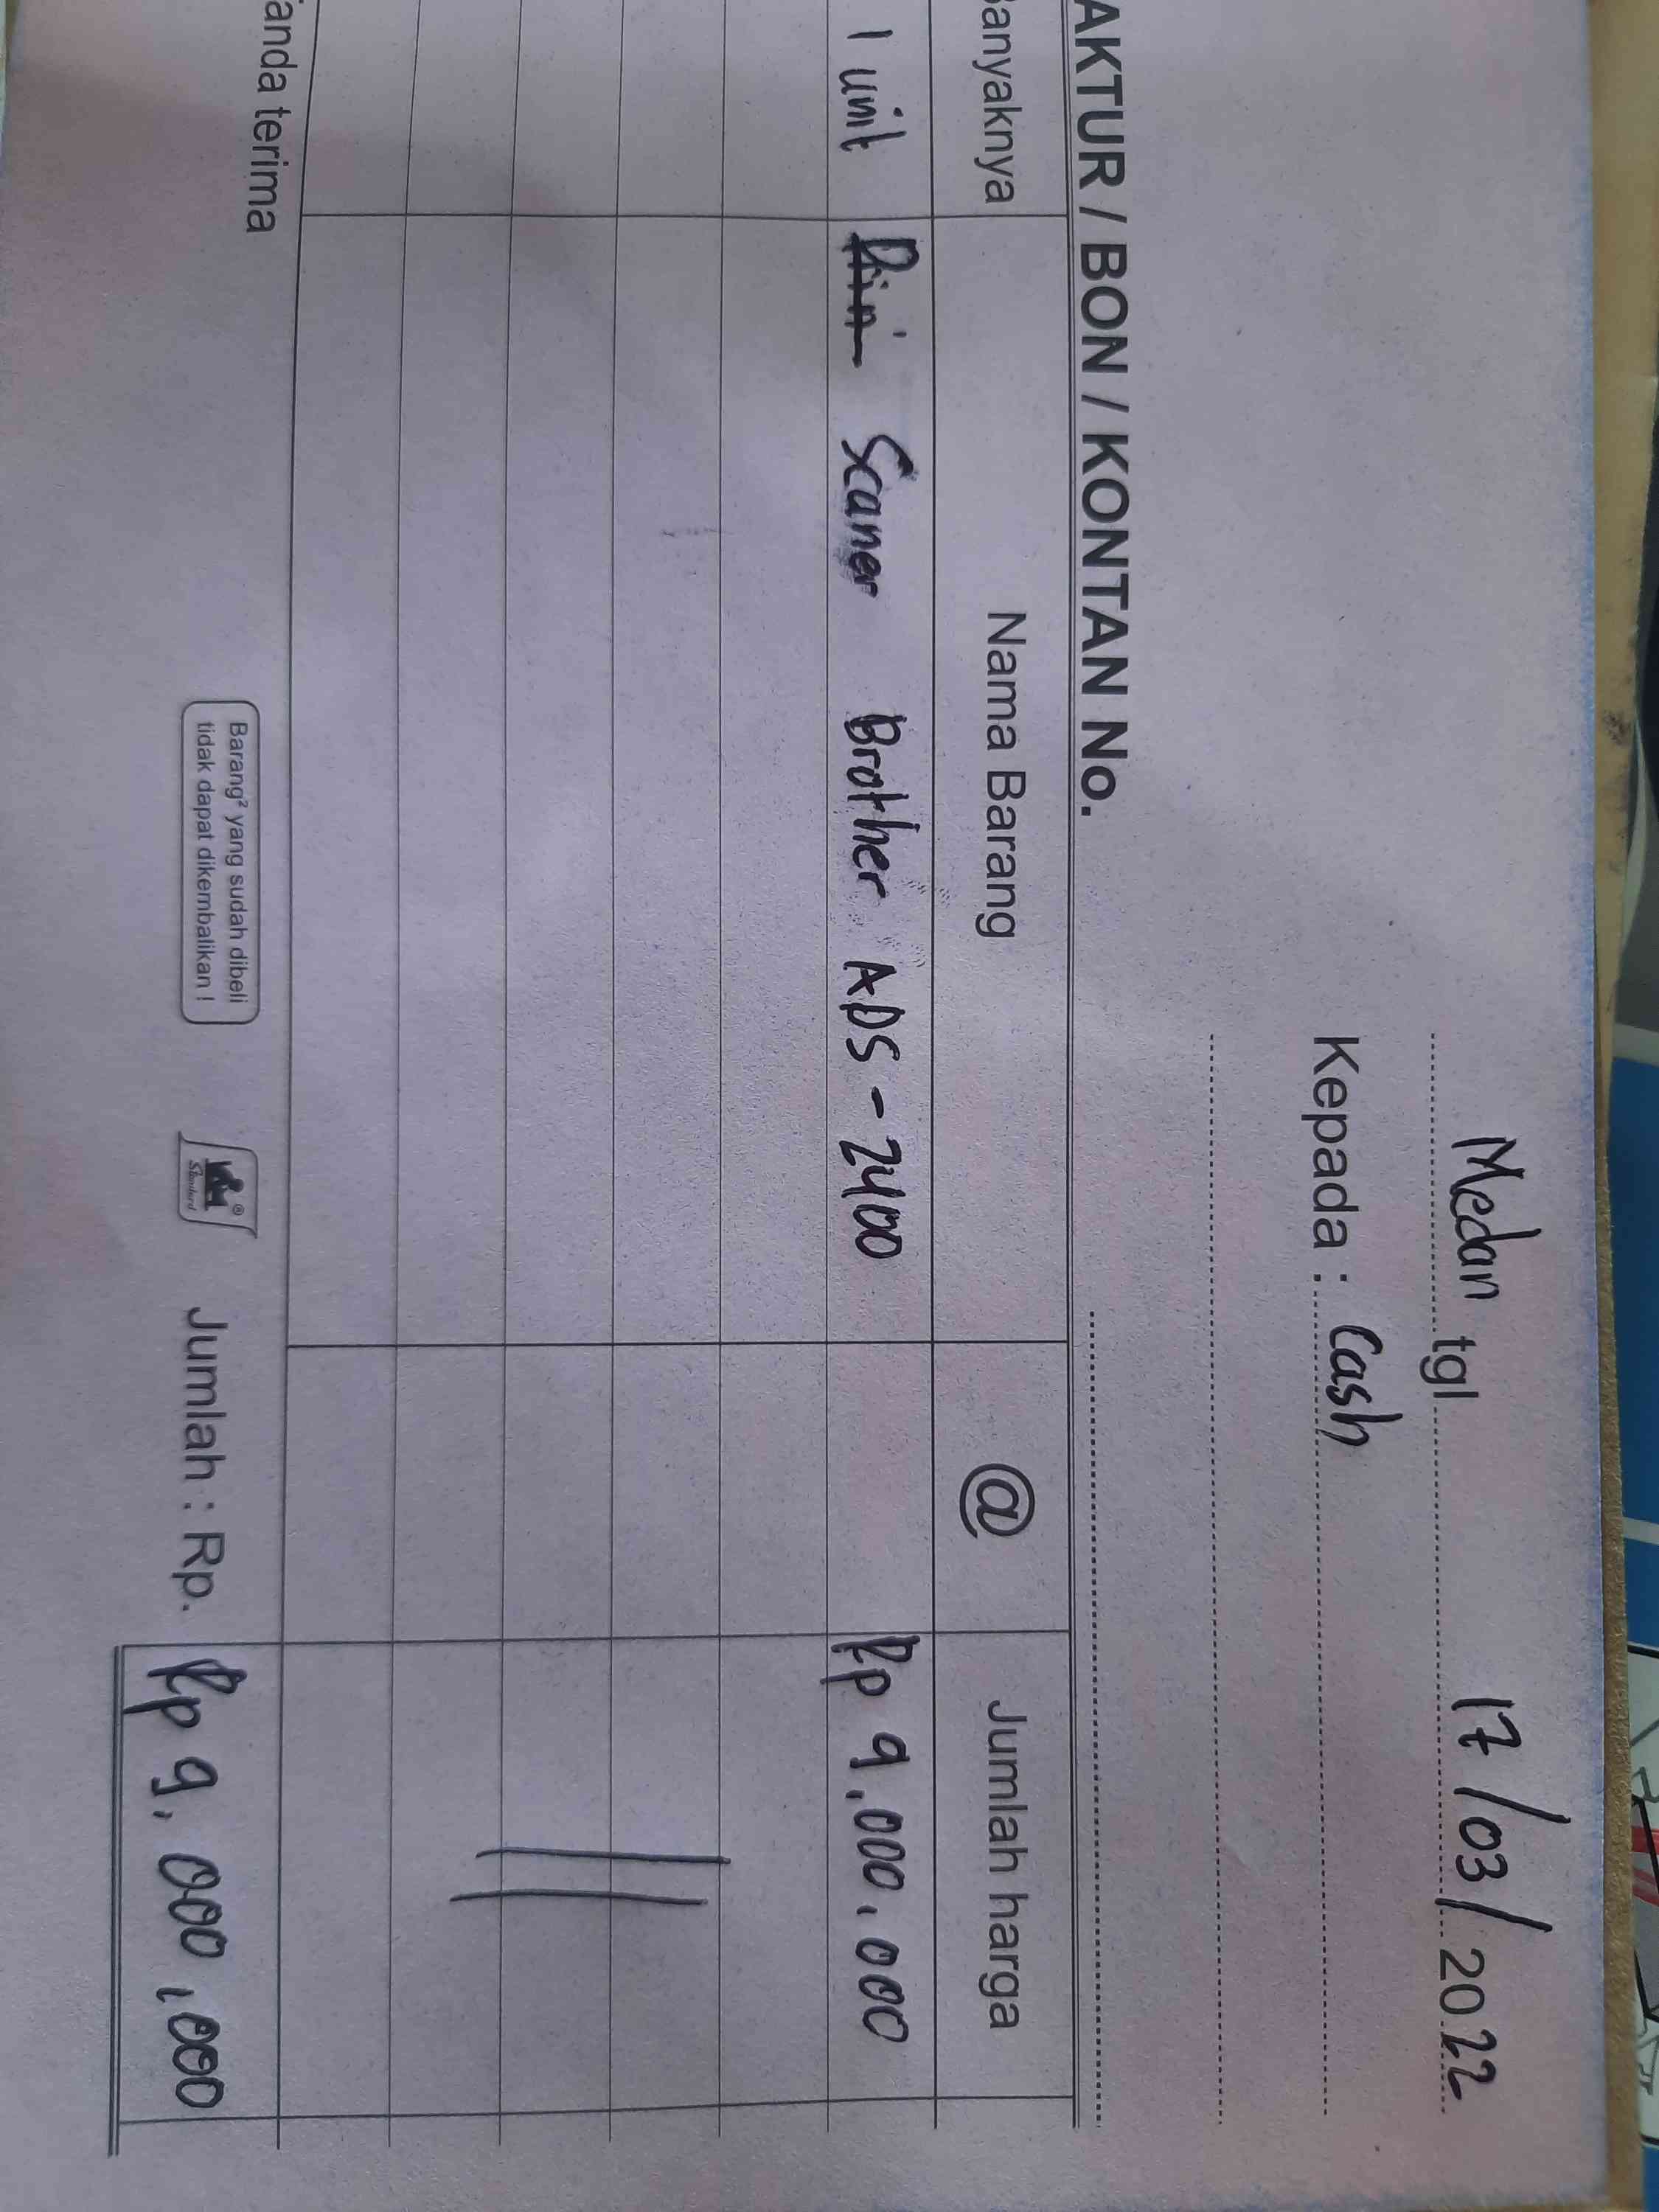 Medan tgl 17/03/2022
Kepada : Cash
AKTUR / BON / KONTAN No.
Banyaknya Nama Barang @ Jumlah harga
1 unit Scaner Brother ADS-2400 Rp 9.000.000
anda terima
Barang² yang sudah dibeli
tidak dapat dikembalikan !
Standard ®
Jumlah : Rp. Rp 9.000.000